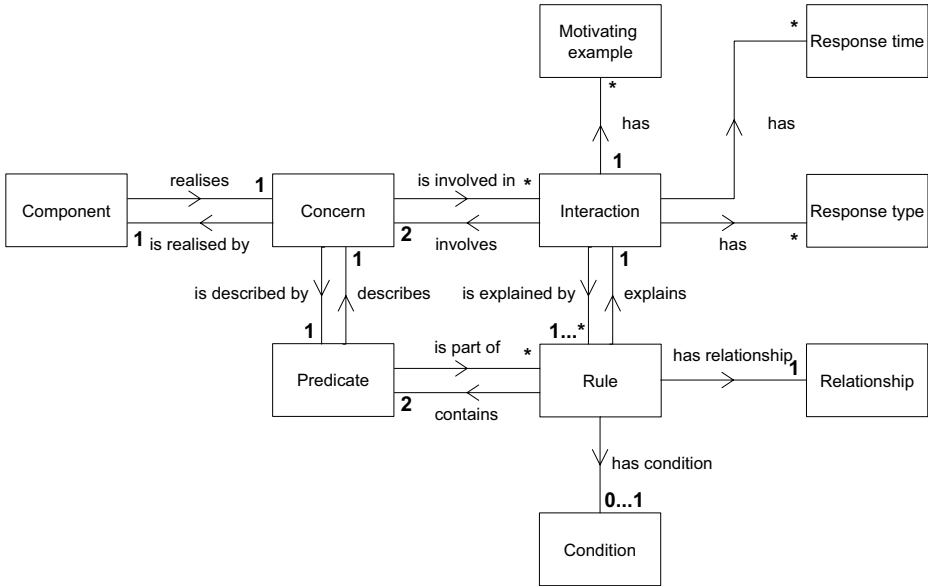 Motivating
example
*
Response time
*
has
has
1
realises
1
is involved in
*
Component
Concern
Interaction
Response type
1
is realised by
2
involves
has
*
1
1
is described by
describes
is explained by
explains
1
1...*
is part of
*
has relationship
1
Predicate
Rule
Relationship
2
contains
has condition
0...1
Condition